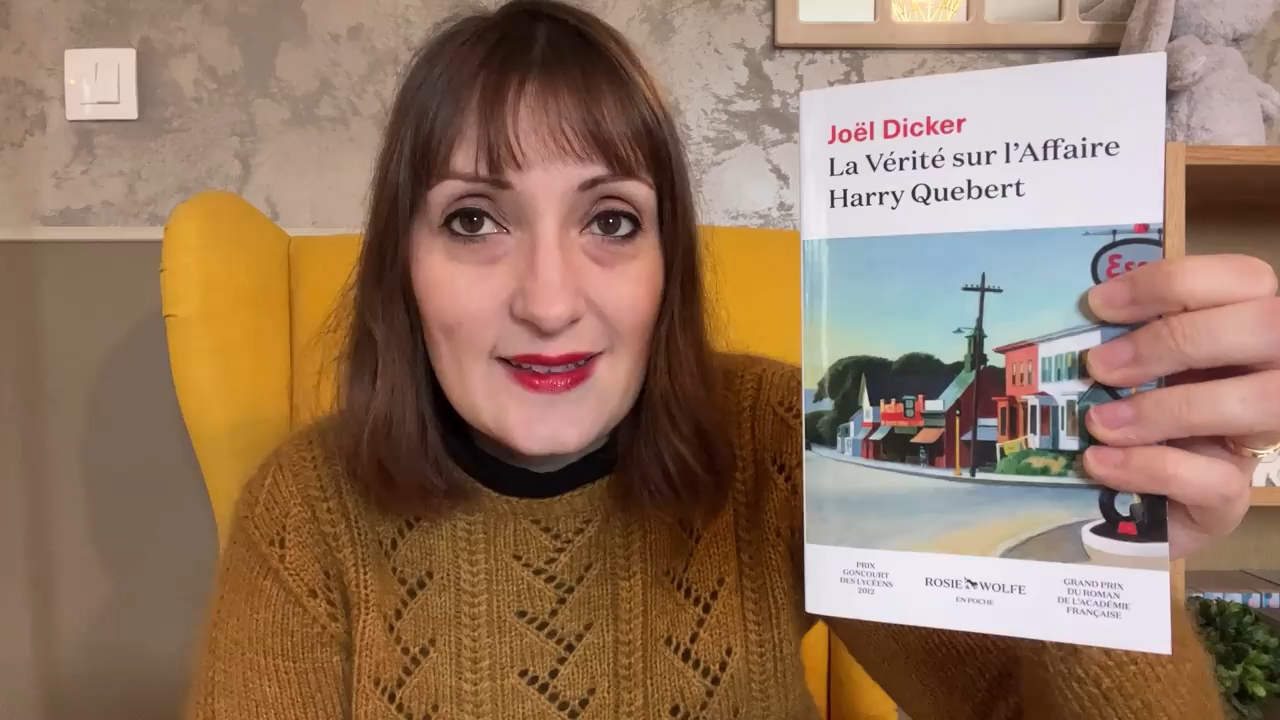 Joël Dicker
La Vérité sur l'Affaire
Harry Quebert
PRIX
GONCOURT
DES LYCÉENS
2012
ROSIE WOLFE
EN POCHE
GRAND PRIX
DU ROMAN
DE L'ACADÉMIE
FRANÇAISE